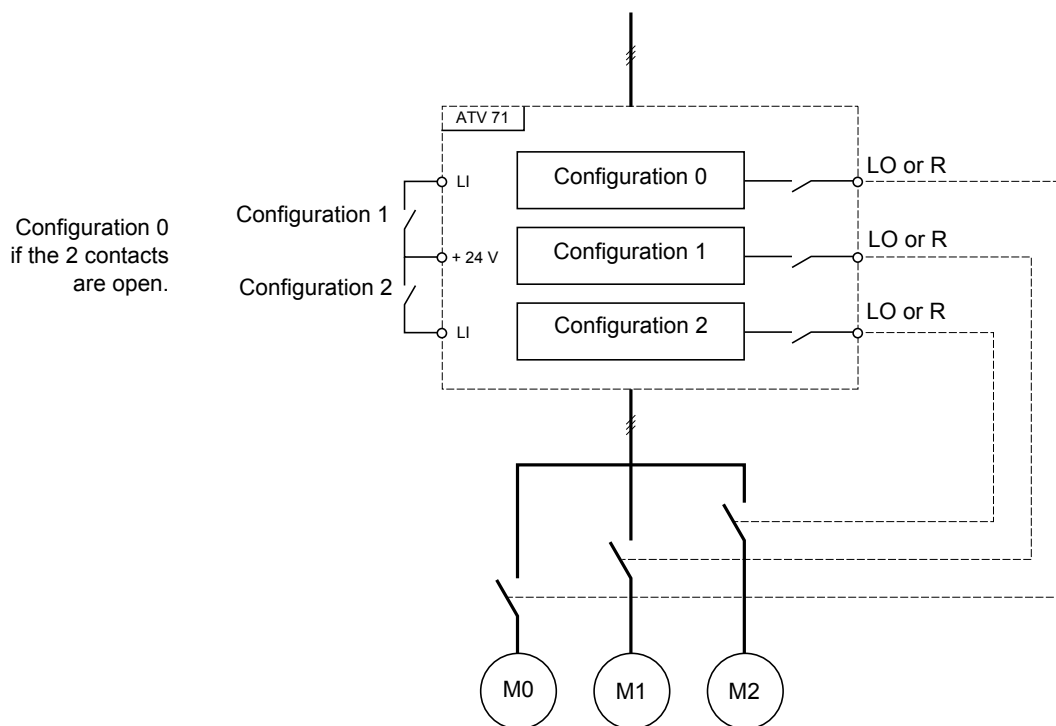 ATV 71
LI
Configuration 0
LO or R
Configuration 1
Configuration 0
if the 2 contacts
are open.
+ 24 V
Configuration 1
LO or R
Configuration 2
LI
Configuration 2
LO or R
M0
M1
M2